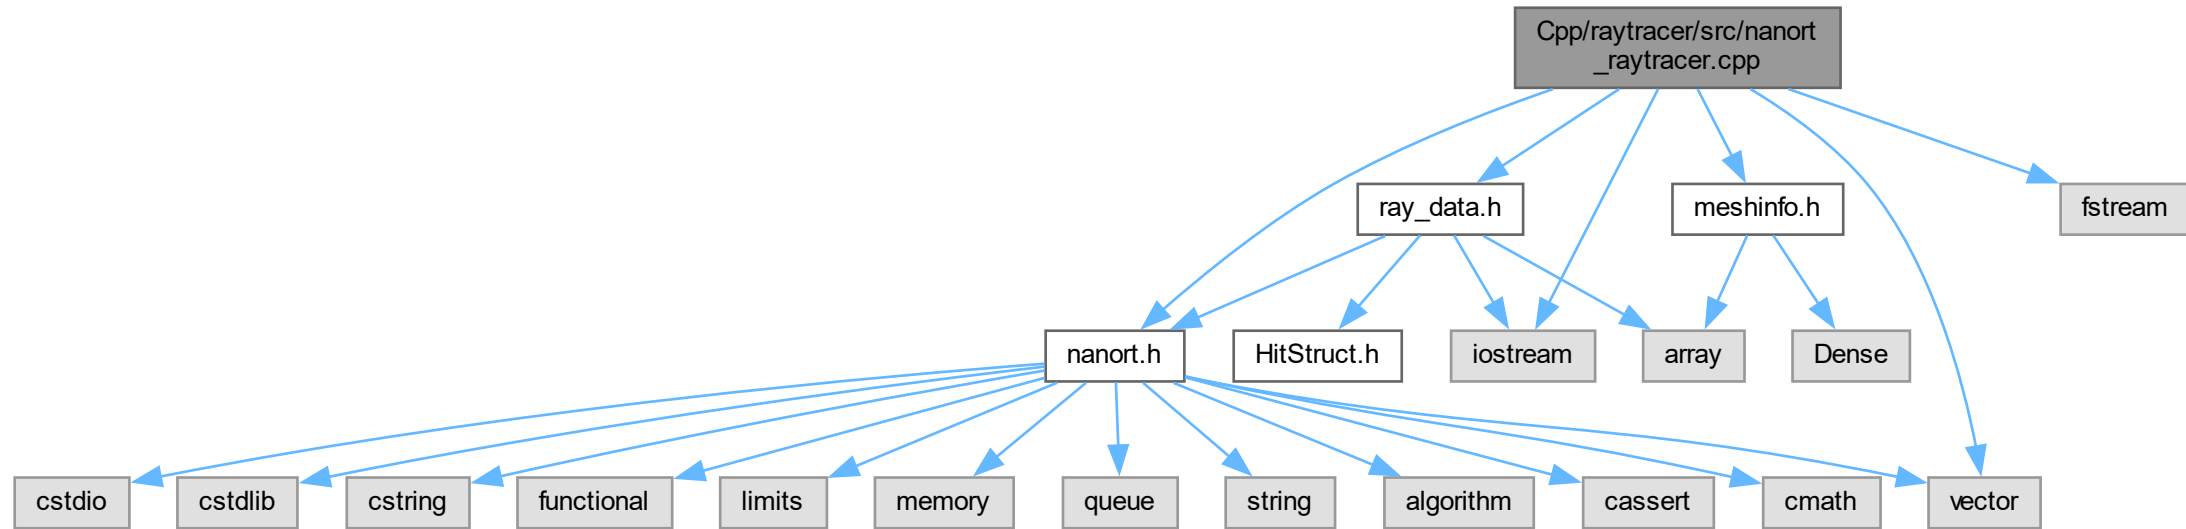 Cpp/raytracer/src/nanort
_raytracer.cpp
ray_data.h
meshinfo.h
fstream
nanort.h
HitStruct.h
iostream
array
Dense
cstdio
cstdlib
cstring
functional
limits
memory
queue
string
algorithm
cassert
cmath
vector